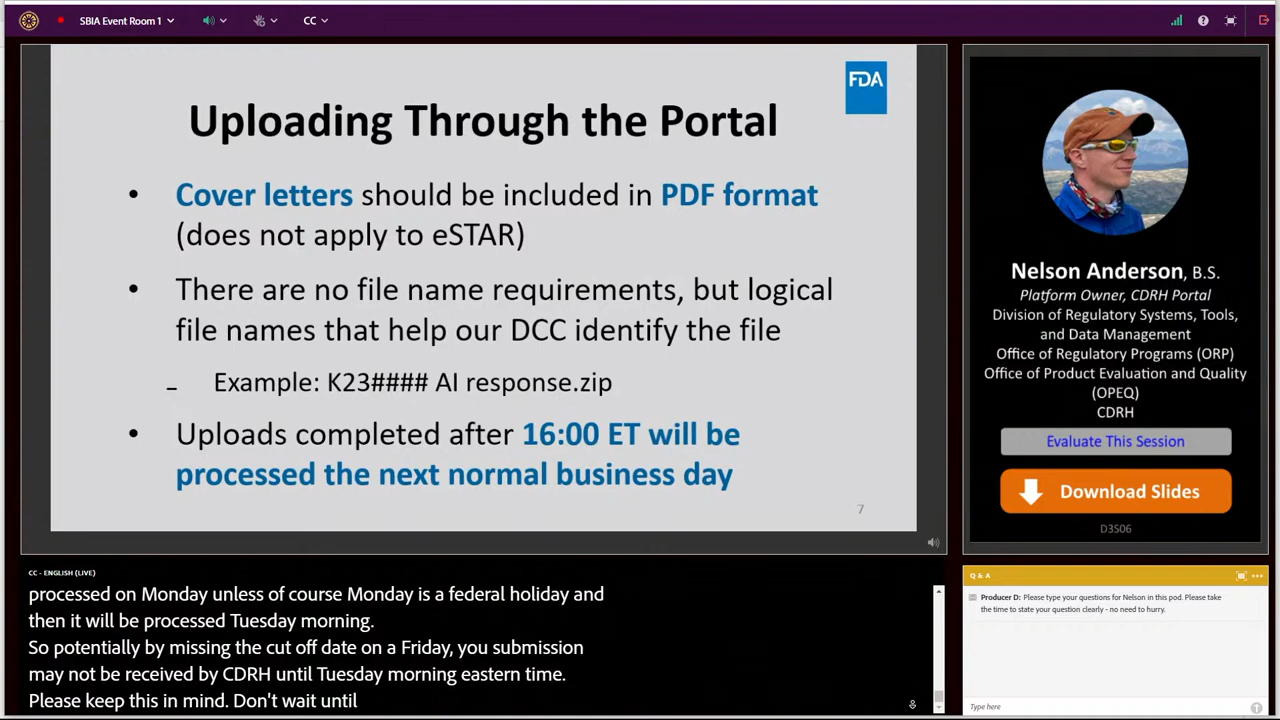 SBIA Event Room 1
CC
FDA
Uploading Through the Portal
• Cover letters should be included in PDF format
(does not apply to eSTAR)
• There are no file name requirements, but logical
file names that help our DCC identify the file
– Example: K23#### AI response.zip
• Uploads completed after 16:00 ET will be
processed the next normal business day
7
Nelson Anderson, B.S.
Platform Owner, CDRH Portal
Division of Regulatory Systems, Tools,
and Data Management
Office of Regulatory Programs (ORP)
Office of Product Evaluation and Quality
(OPEQ)
CDRH
Evaluate This Session
Download Slides
D3S06
CC - ENGLISH (LIVE)
processed on Monday unless of course Monday is a federal holiday and
then it will be processed Tuesday morning.
So potentially by missing the cut off date on a Friday, you submission
may not be received by CDRH until Tuesday morning eastern time.
Please keep this in mind. Don't wait until
Q & A
Producer D: Please type your questions for Nelson in this pod. Please take
the time to state your question clearly - no need to hurry.
Type here